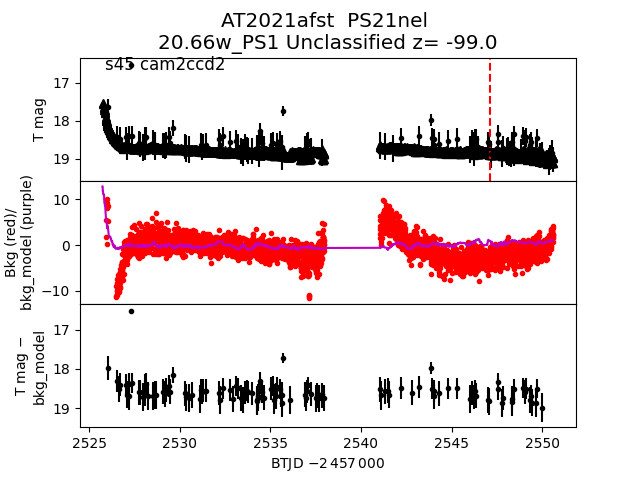 AT2021afst  PS21nel
20.66w_PS1 Unclassified z= -99.0
s45 cam2ccd2
17
18
19
T mag
10
0
−10
Bkg (red)/
bkg_model (purple)
17
18
19
T mag −
bkg_model
2525
2530
2535
2540
2545
2550
BTJD −2 457 000